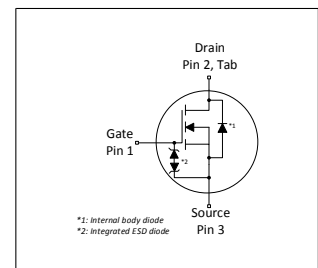 Drain
Pin 2, Tab
*1
Gate
Pin 1
*2
Source
Pin 3
*1: Internal body diode
*2: Integrated ESD diode